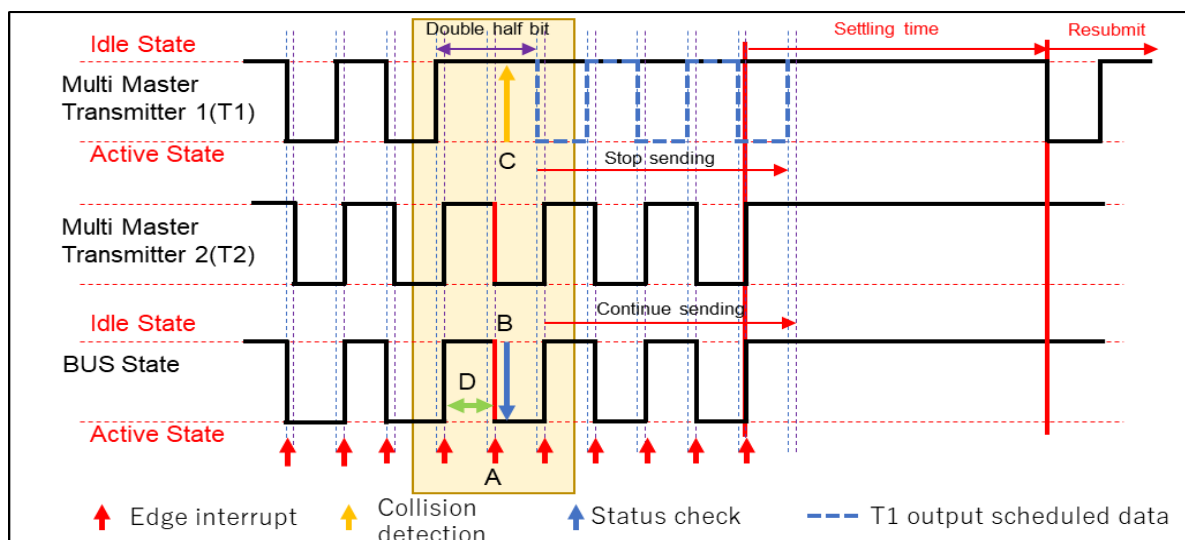 Double half bit
Idle State
Settling time
Resubmit
Multi Master
Transmitter 1(T1)
Active State
C
Stop sending
Multi Master
Transmitter 2(T2)
Idle State
B
Continue sending
BUS State
D
Active State
A
Edge interrupt
Collision
detection
Status check
T1 output scheduled data